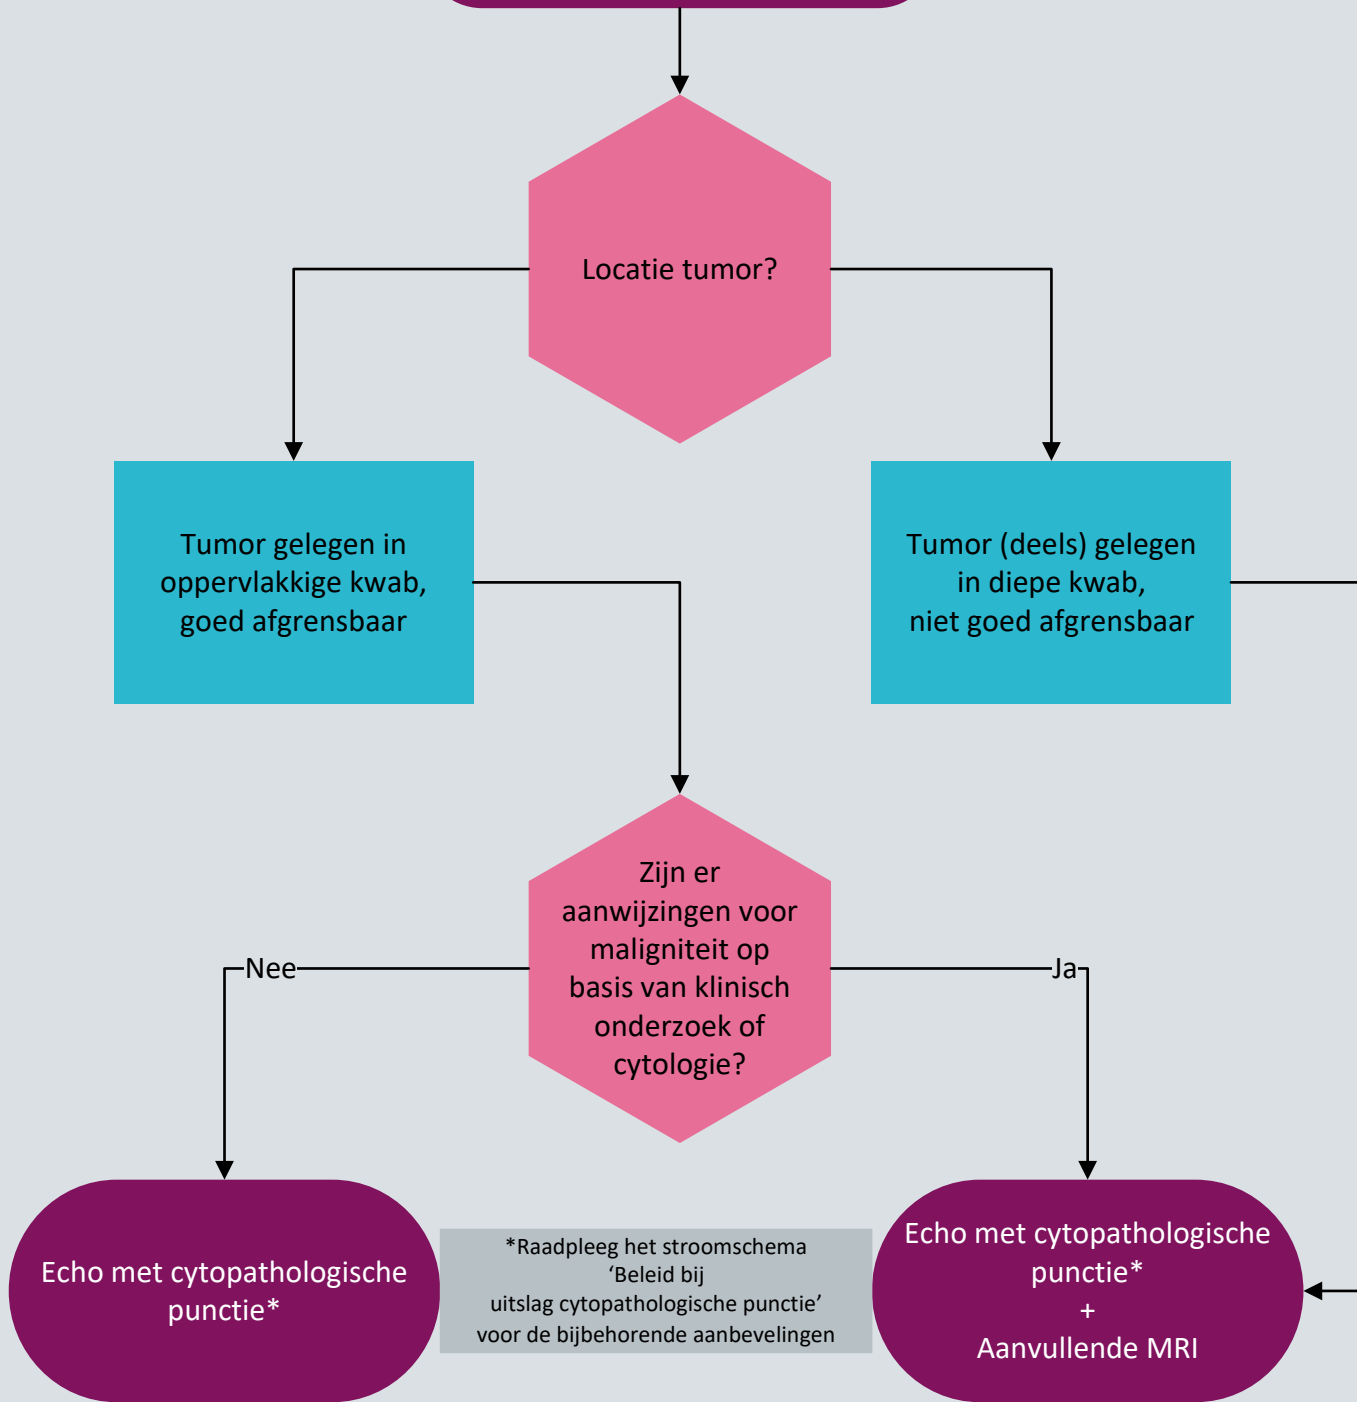 Locatie tumor?
Tumor gelegen in
oppervlakkige kwab,
goed afgrensbaar
Tumor (deels) gelegen
in diepe kwab,
niet goed afgrensbaar
Zijn er
aanwijzingen voor
maligniteit op
basis van klinisch
onderzoek of
cytologie?
Nee
Ja
Echo met cytopathologische
punctie*
*Raadpleeg het stroomschema
‘Beleid bij
uitslag cytopathologische punctie’
voor de bijbehorende aanbevelingen
Echo met cytopathologische
punctie*
+
Aanvullende MRI